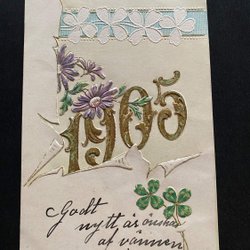 1905
Godt
nytt år önskas
af vännen